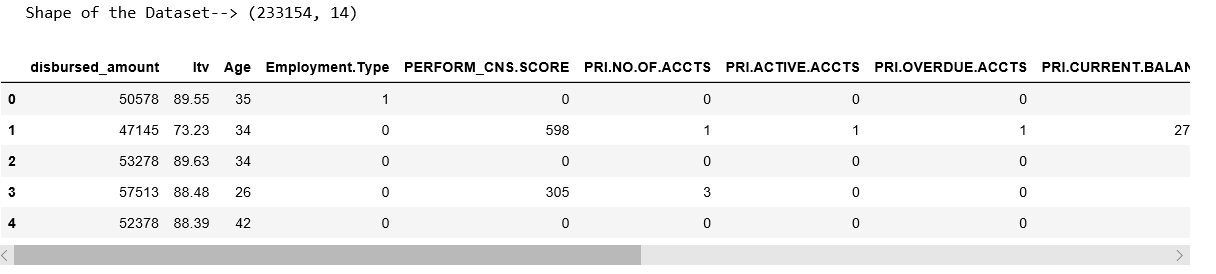 Shape of the Dataset--> (233154, 14)
disbursed_amount ltv Age Employment.Type PERFORM_CNS.SCORE PRI.NO.OF.ACCTS PRI.ACTIVE.ACCTS PRI.OVERDUE.ACCTS PRI.CURRENT.BALAN
0 50578 89.55 35 1 0 0 0 0
1 47145 73.23 34 0 598 1 1 1 27
2 53278 89.63 34 0 0 0 0 0
3 57513 88.48 26 0 305 3 0 0
4 52378 88.39 42 0 0 0 0 0